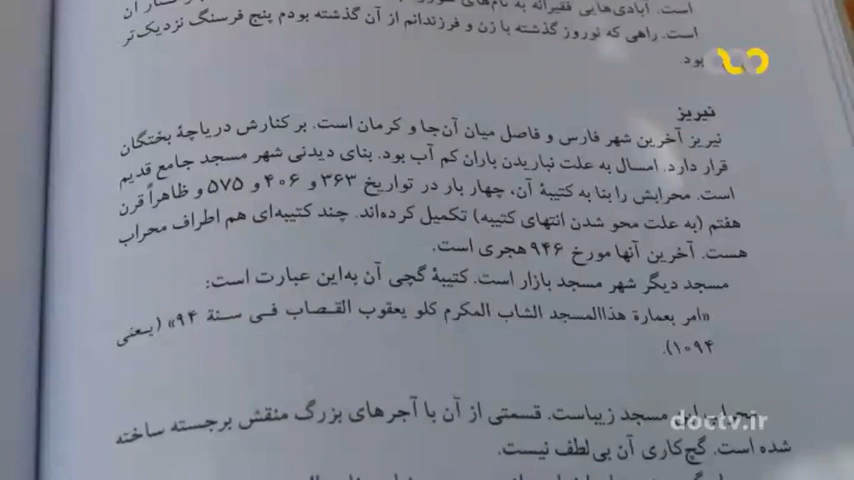 است. آبادی‌هایی فقیرانه به نام‌های
است. راهی که نوروز گذشته با زن و فرزندانم از آن گذشته بودم پنج فرسنگ نزدیک‌تر
بود.
نیریز
نیریز آخرین شهر فارس و فاصل میان آن‌جا و کرمان است. بر کنارش دریاچهٔ بختگان
قرار دارد. امسال به علت نباریدن باران کم آب بود. بنای دیدنی شهر مسجد جامع قدیم
است. محرابش را بنا به کتیبهٔ آن، چهار بار در تواریخ ۳۶۳ و ۴۰۶ و ۵۷۵ و ظاهراً قرن
هفتم (به علت محو شدن انتهای کتیبه) تکمیل کرده‌اند. چند کتیبه‌ای هم اطراف محراب
هست. آخرین آنها مورخ ۹۴۶ هجری است.
مسجد دیگر شهر مسجد بازار است. کتیبهٔ گچی آن به‌این عبارت است:
«امر بعمارة هذاالمسجد الشاب المکرم کلو یعقوب القصاب فی سنة ۹۴» (یعنی
۱۰۹۴).
این مسجد زیباست. قسمتی از آن با آجرهای بزرگ منقش برجسته ساخته
شده است. گچ‌کاری آن بی‌لطف نیست.
doctv.ir